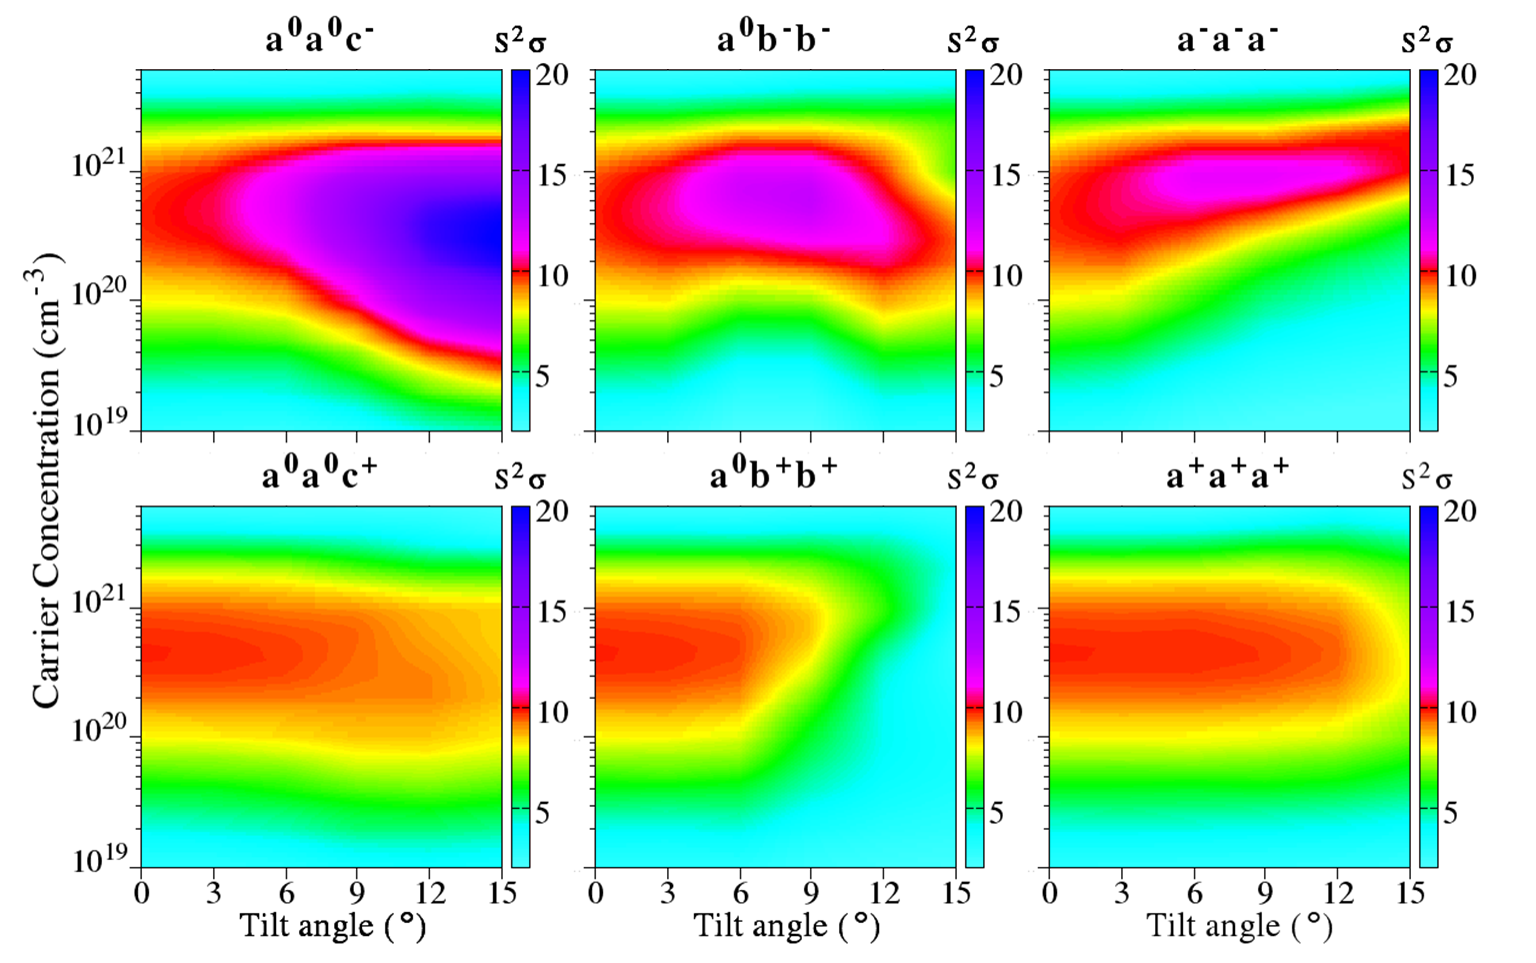 a⁰a⁰c⁻ S²σ a⁰b⁻b⁻ S²σ a⁻a⁻a⁻ S²σ
20 20 20
10²¹ 15 15 15
10 10 10
10²⁰
5 5 5
10¹⁹
Carrier Concentration (cm⁻³)
a⁰a⁰c⁺ S²σ a⁰b⁺b⁺ S²σ a⁺a⁺a⁺ S²σ
20 20 20
10²¹ 15 15 15
10²⁰ 10 10 10
5 5 5
10¹⁹
0 3 6 9 12 15 0 3 6 9 12 15 0 3 6 9 12 15
Tilt angle (°) Tilt angle (°) Tilt angle (°)